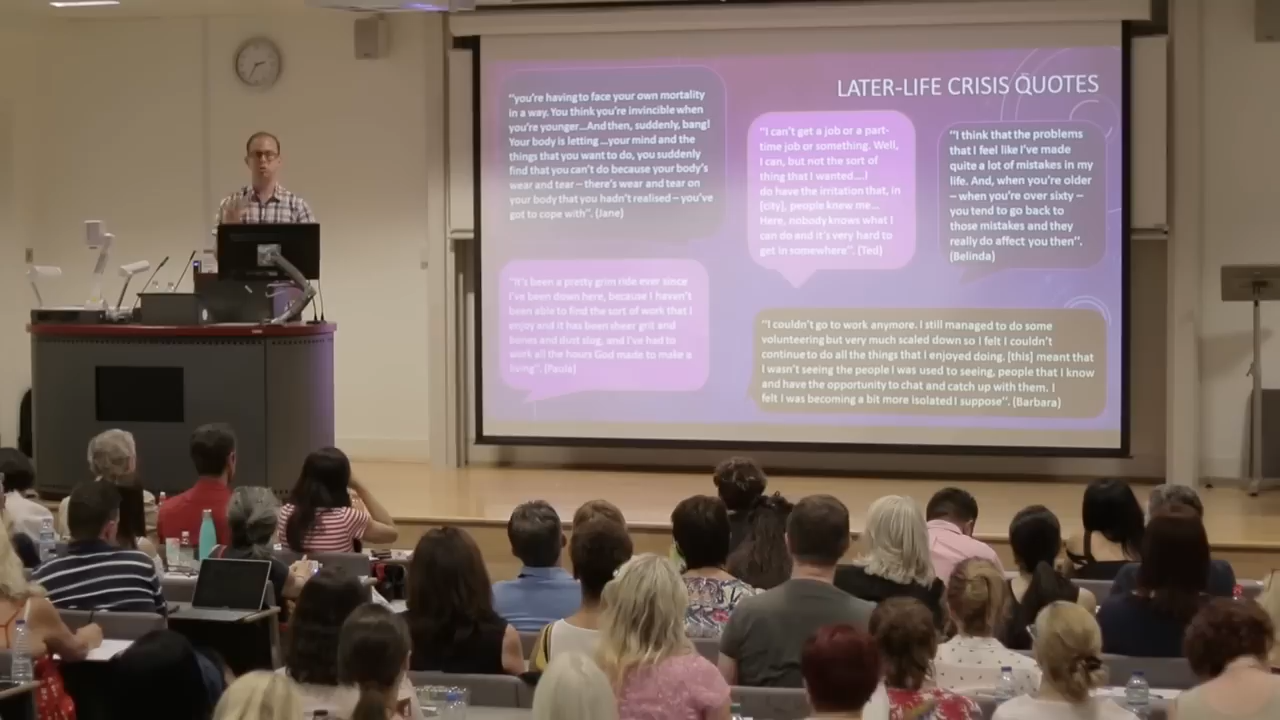 LATER-LIFE CRISIS QUOTES
"you're having to face your own mortality
in a way. You think you're invincible when
you're younger...And then, suddenly, bang!
Your body is letting ...your mind and the
things that you want to do, you suddenly
find that you can't do because your body's
wear and tear – there's wear and tear on
your body that you hadn't realised – you've
got to cope with". (Jane)
"I can't get a job or a part-
time job or something. Well,
I can, but not the sort of
thing that I wanted....I
do have the irritation that, in
[city], people knew me...
Here, nobody knows what I
can do and it's very hard to
get in somewhere". (Ted)
"I think that the problems
that I feel like I've made
quite a lot of mistakes in my
life. And, when you're older
– when you're over sixty –
you tend to go back to
those mistakes and they
really do affect you then".
(Belinda)
"It's been a pretty grim ride ever since
I've been down here, because I haven't
been able to find the sort of work that I
enjoy and it has been sheer grit and
bones and dust slog, and I've had to
work all the hours God made to make a
living". (Paula)
"I couldn't go to work anymore. I still managed to do some
volunteering but very much scaled down so I felt I couldn't
continue to do all the things that I enjoyed doing. [this] meant that
I wasn't seeing the people I was used to seeing, people that I know
and have the opportunity to chat and catch up with them. I
felt I was becoming a bit more isolated I suppose". (Barbara)